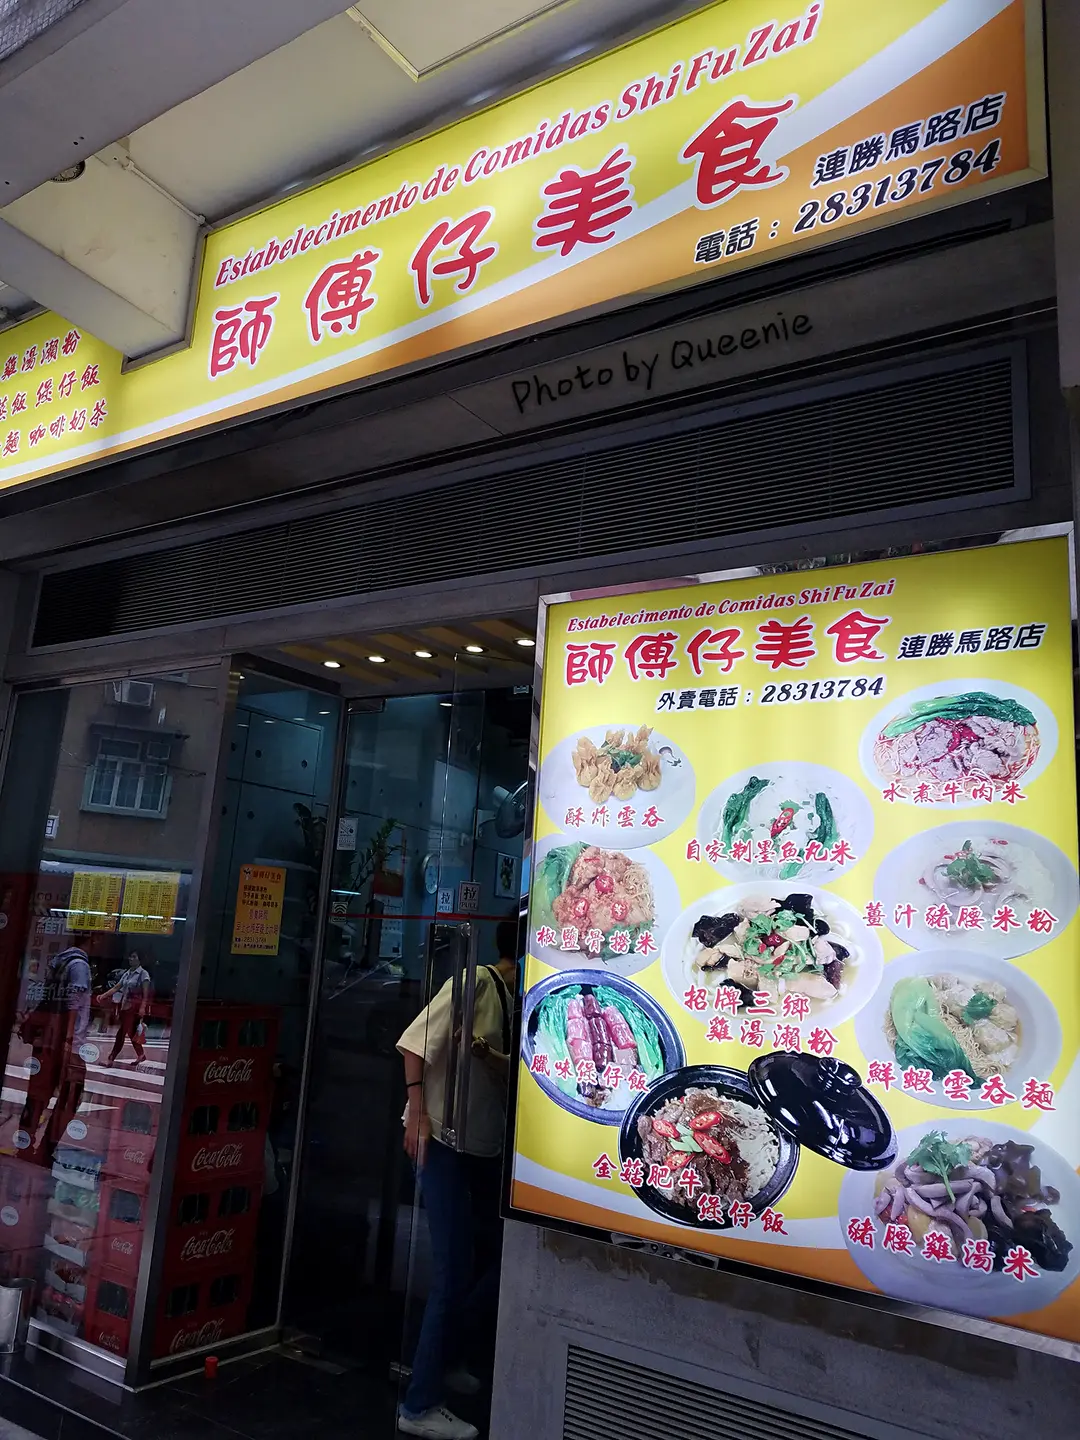 Estabelecimento de Comidas Shi Fu Zai
師傅仔美食
連勝馬路店
電話：28313784
雞湯瀨粉
飯 煲仔飯
麵 咖啡奶茶
Photo by Queenie
Estabelecimento de Comidas Shi Fu Zai
師傅仔美食 連勝馬路店
外賣電話：28313784
酥炸雲吞
水煮牛肉米
自家制墨魚丸米
椒鹽骨撈米
薑汁豬腰米粉
招牌三鄉
雞湯瀨粉
臘味煲仔飯
鮮蝦雲吞麵
金菇肥牛
煲仔飯
豬腰雞湯米
拉
PULL
拉
PULL
Coca-Cola
Coca-Cola
Coca-Cola
Coca-Cola